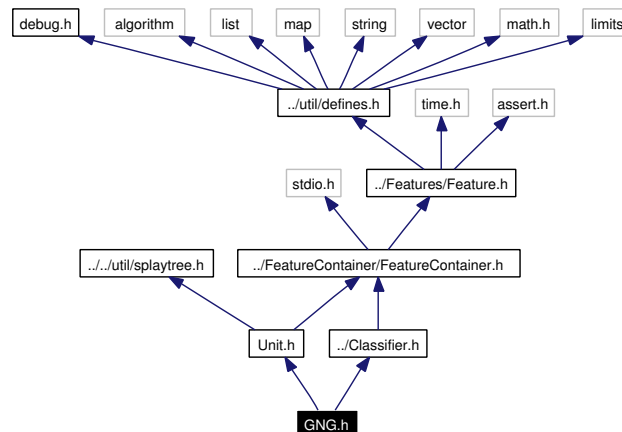 debug.h
algorithm
list
map
string
vector
math.h
limits
../util/defines.h
time.h
assert.h
stdio.h
../Features/Feature.h
../../util/splaytree.h
../FeatureContainer/FeatureContainer.h
Unit.h
../Classifier.h
GNG.h